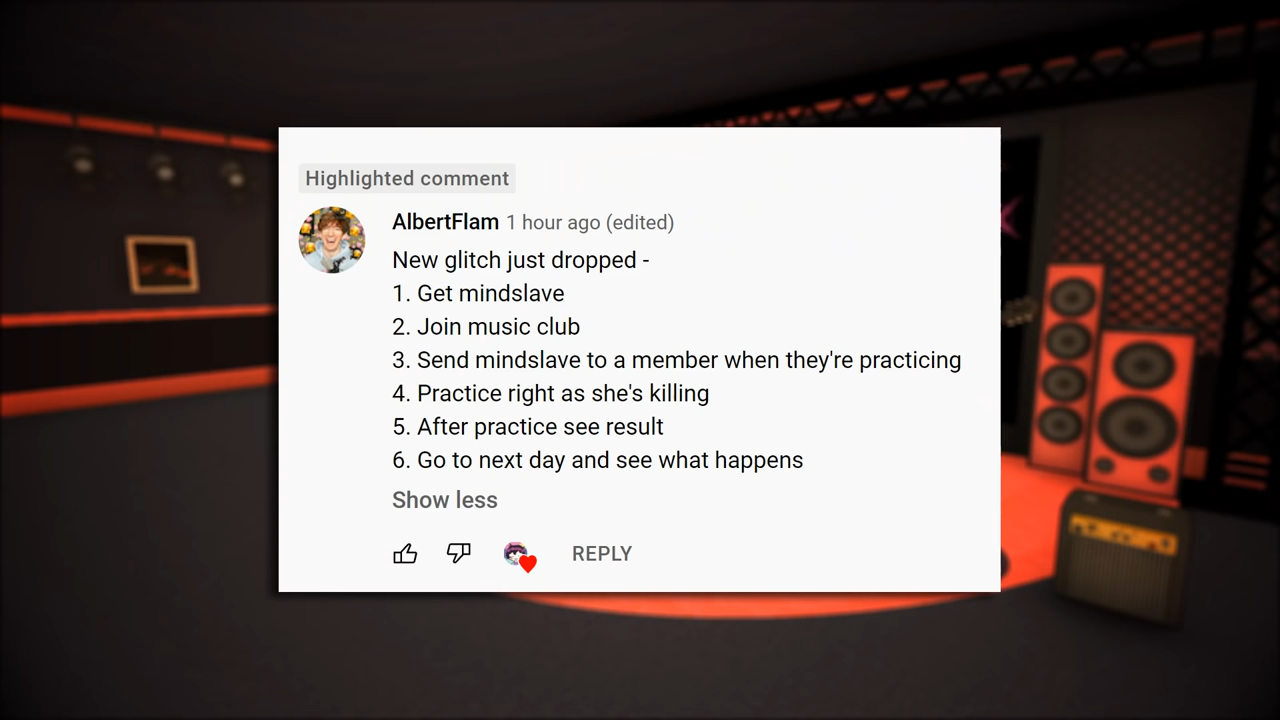 Highlighted comment
AlbertFlam 1 hour ago (edited)
New glitch just dropped -
1. Get mindslave
2. Join music club
3. Send mindslave to a member when they're practicing
4. Practice right as she's killing
5. After practice see result
6. Go to next day and see what happens
Show less
REPLY